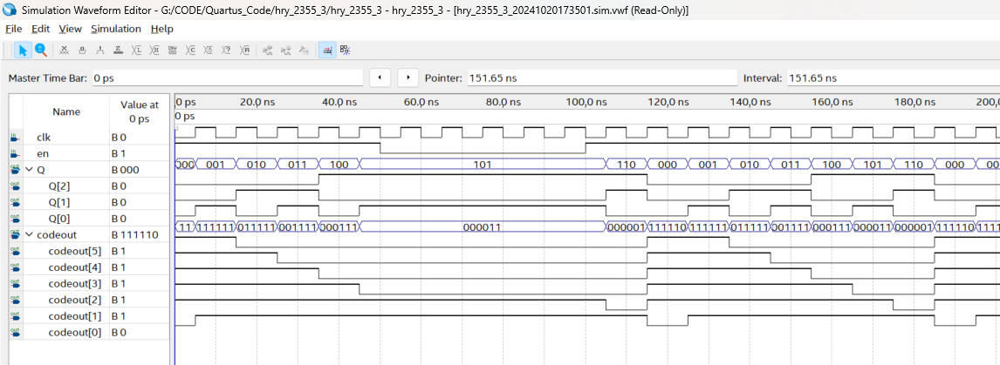 Simulation Waveform Editor - G:/CODE/Quartus_Code/hry_2355_3/hry_2355_3 - hry_2355_3 - [hry_2355_3_20241020173501.sim.vwf (Read-Only)]
File Edit View Simulation Help
Master Time Bar: 0 ps Pointer: 151.65 ns Interval: 151.65 ns
Name Value at 0 ps
0 ps 20.0 ns 40.0 ns 60.0 ns 80.0 ns 100.0 ns 120.0 ns 140.0 ns 160.0 ns 180.0 ns 200.0
0 ps
clk B 0
en B 1
Q B 000 000 001 010 011 100 101 110 000 001 010 011 100 101 110 000 00
Q[2] B 0
Q[1] B 0
Q[0] B 0
codeout B 111110 11 111111 011111 001111 000111 000011 000001 111110 111111 011111 001111 000111 000011 000001 111110 1111
codeout[5] B 1
codeout[4] B 1
codeout[3] B 1
codeout[2] B 1
codeout[1] B 1
codeout[0] B 0